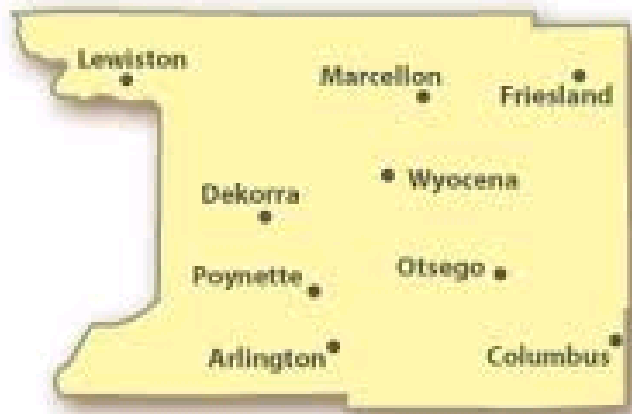 Lewiston
Marcellon
Friesland
Wyocena
Dekorra
Otsego
Poynette
Arlington
Columbus